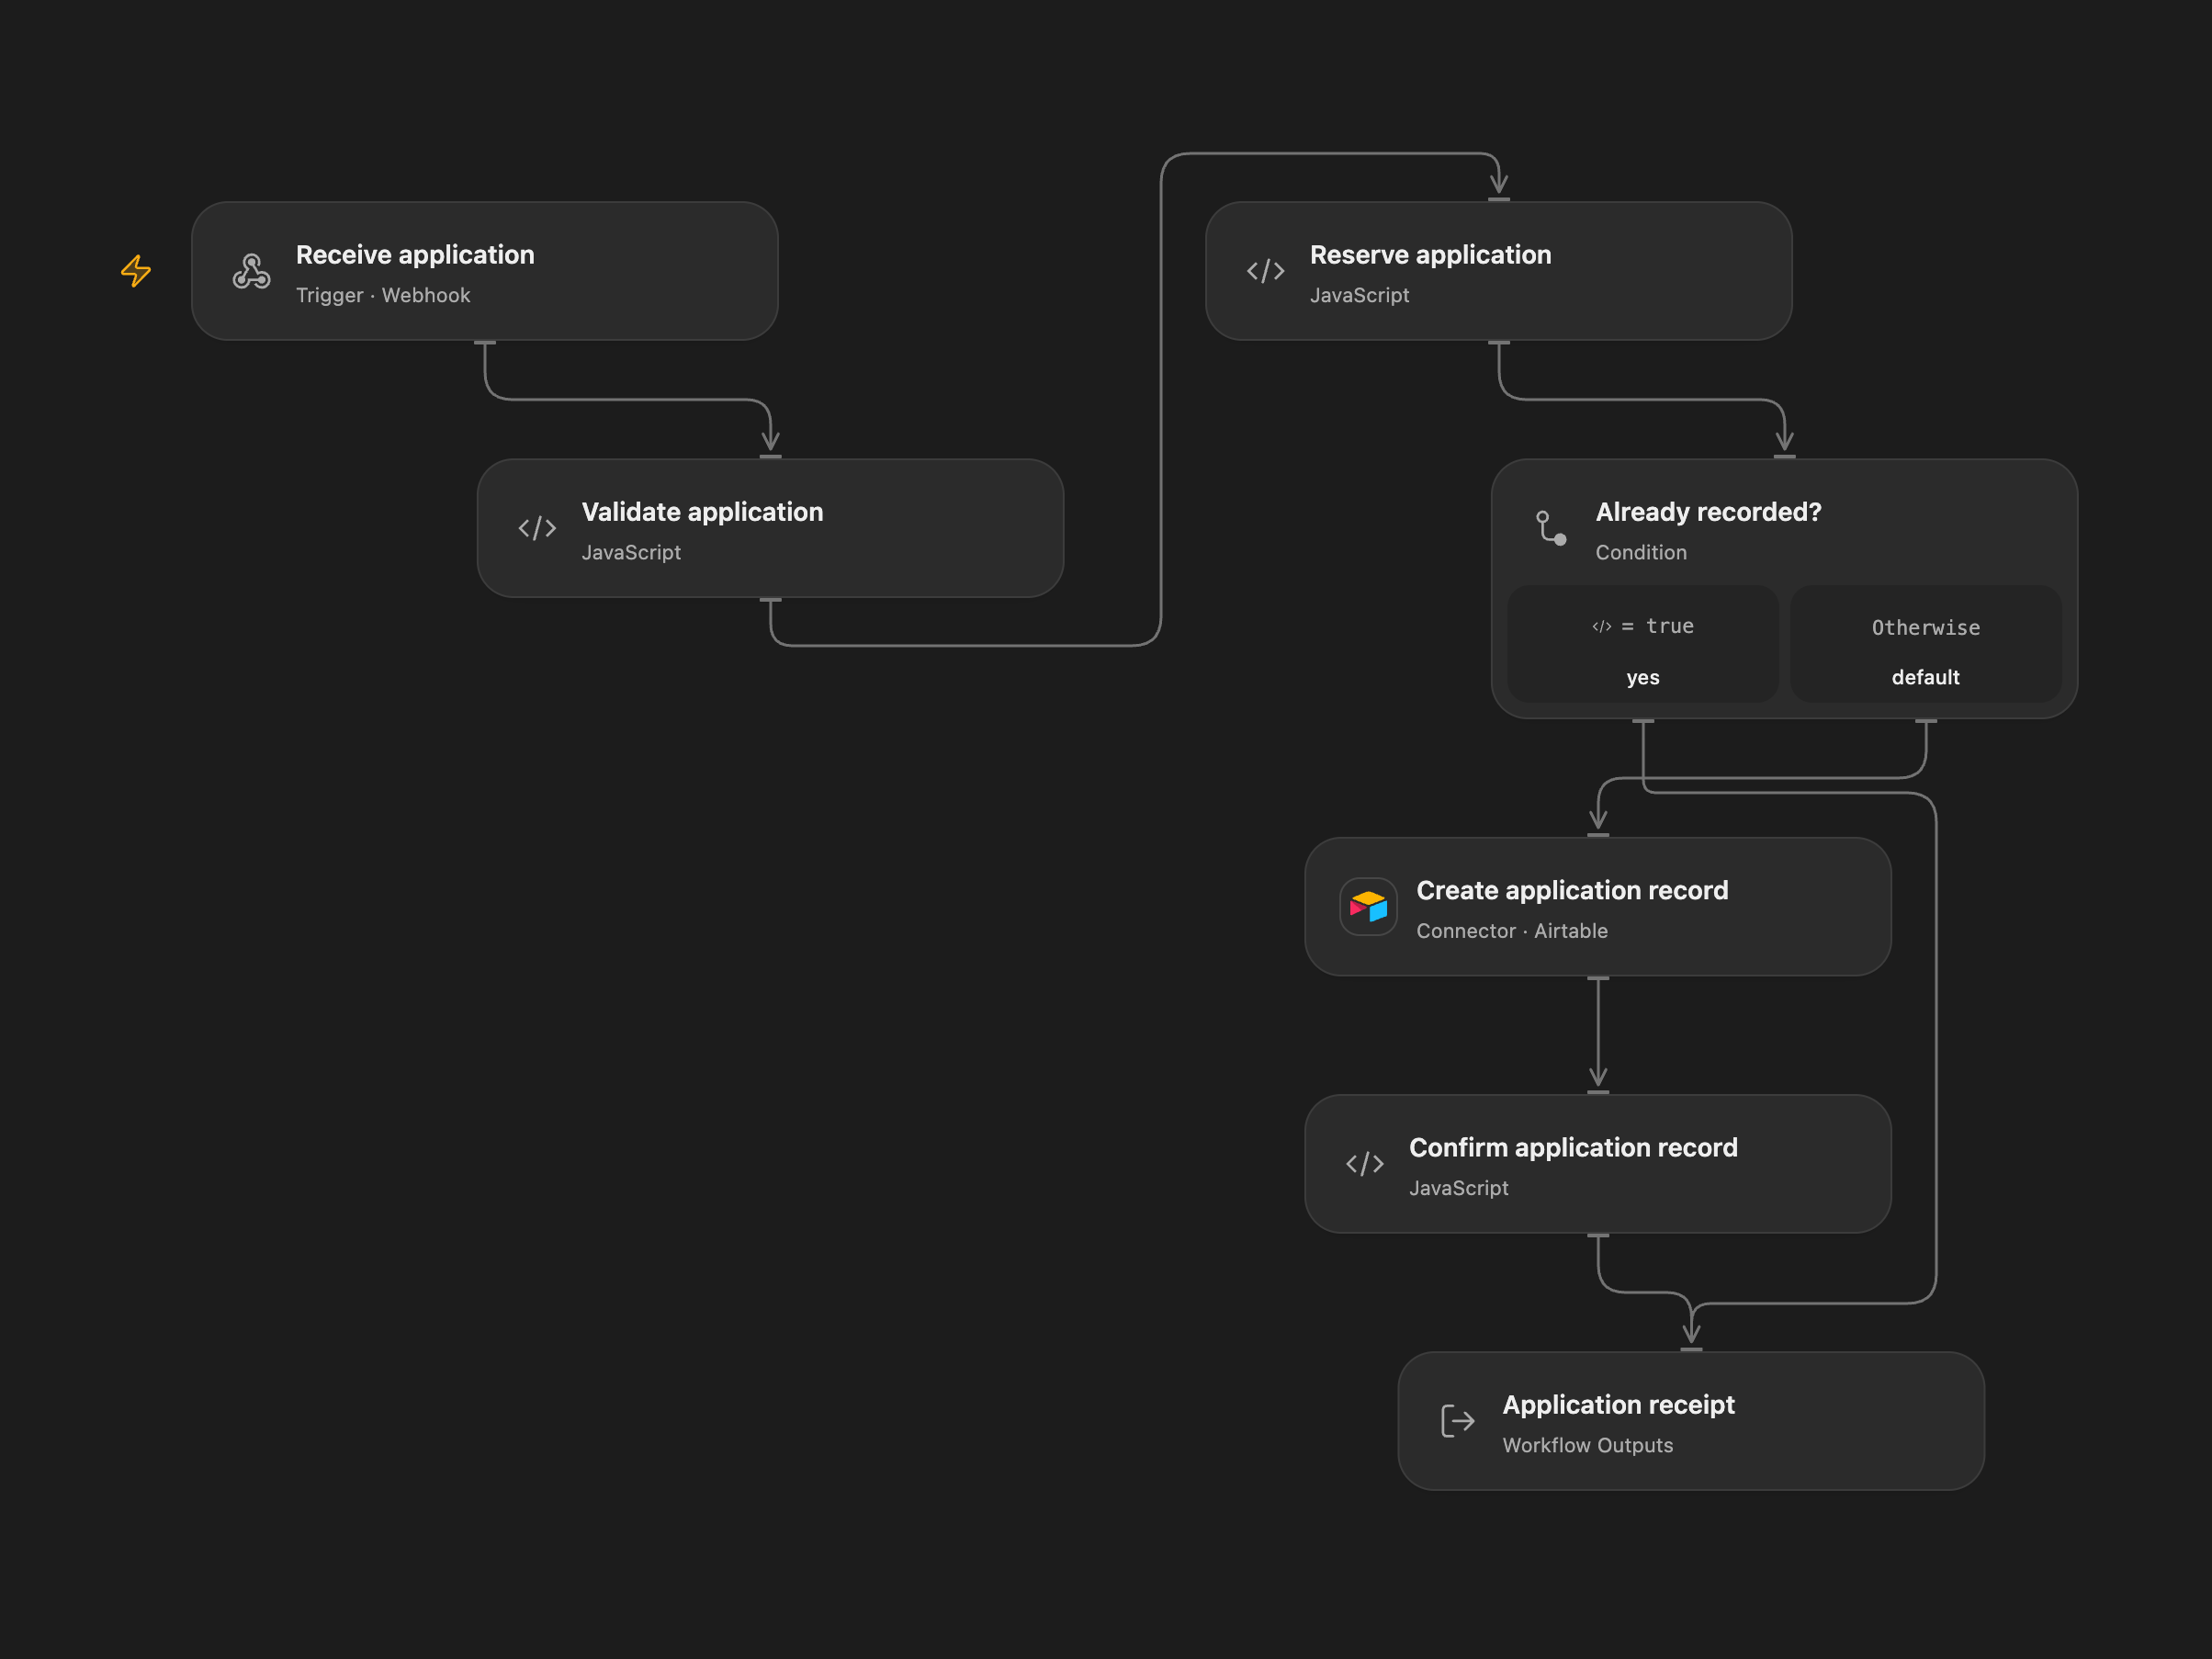 Receive application
Trigger · Webhook
Validate application
JavaScript
Reserve application
JavaScript
Already recorded?
Condition
</> = true
yes
Otherwise
default
Create application record
Connector · Airtable
Confirm application record
JavaScript
Application receipt
Workflow Outputs